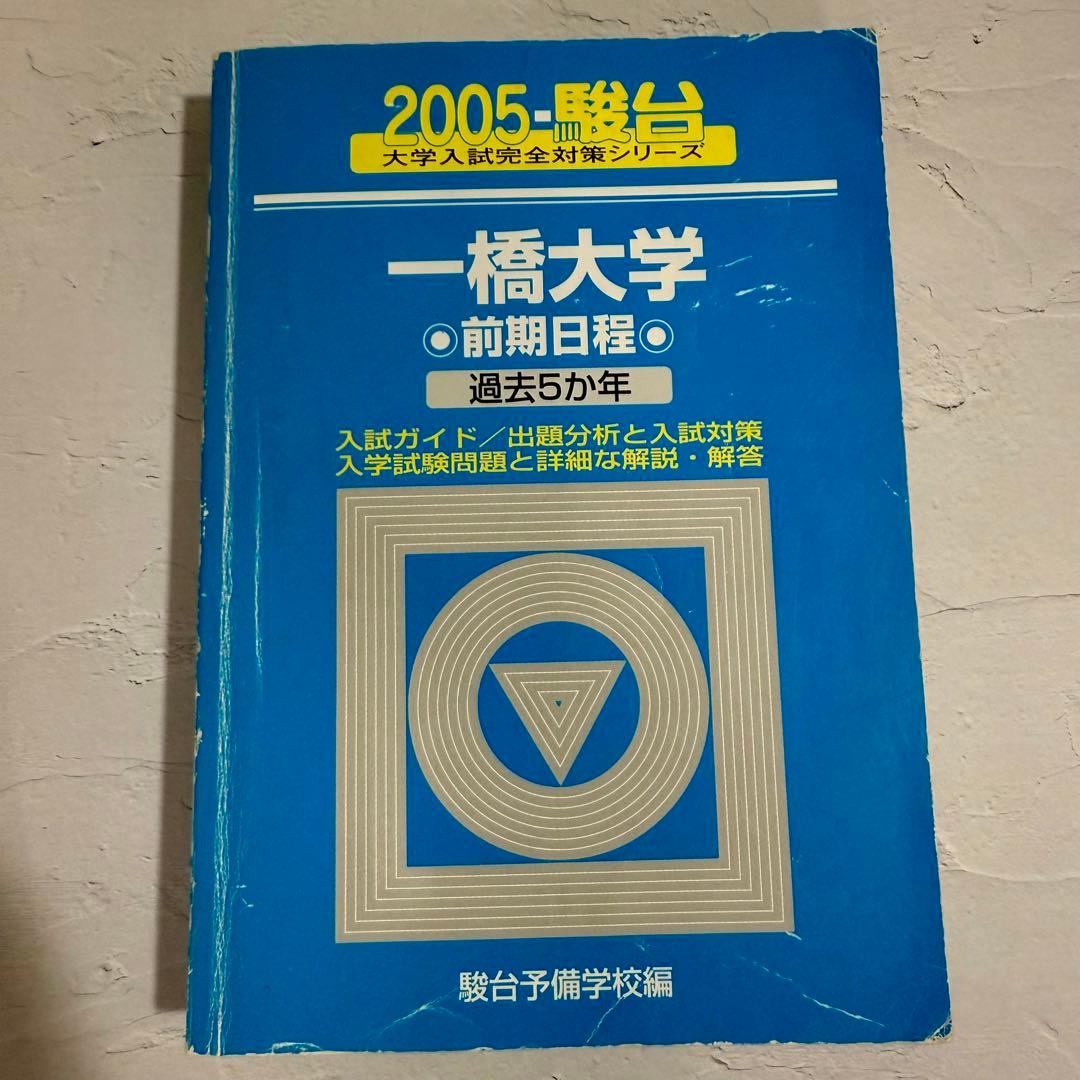 2005-駿台
大学入試完全対策シリーズ
一橋大学
前期日程
過去5か年
入試ガイド／出題分析と入試対策
入学試験問題と詳細な解説・解答
駿台予備学校編